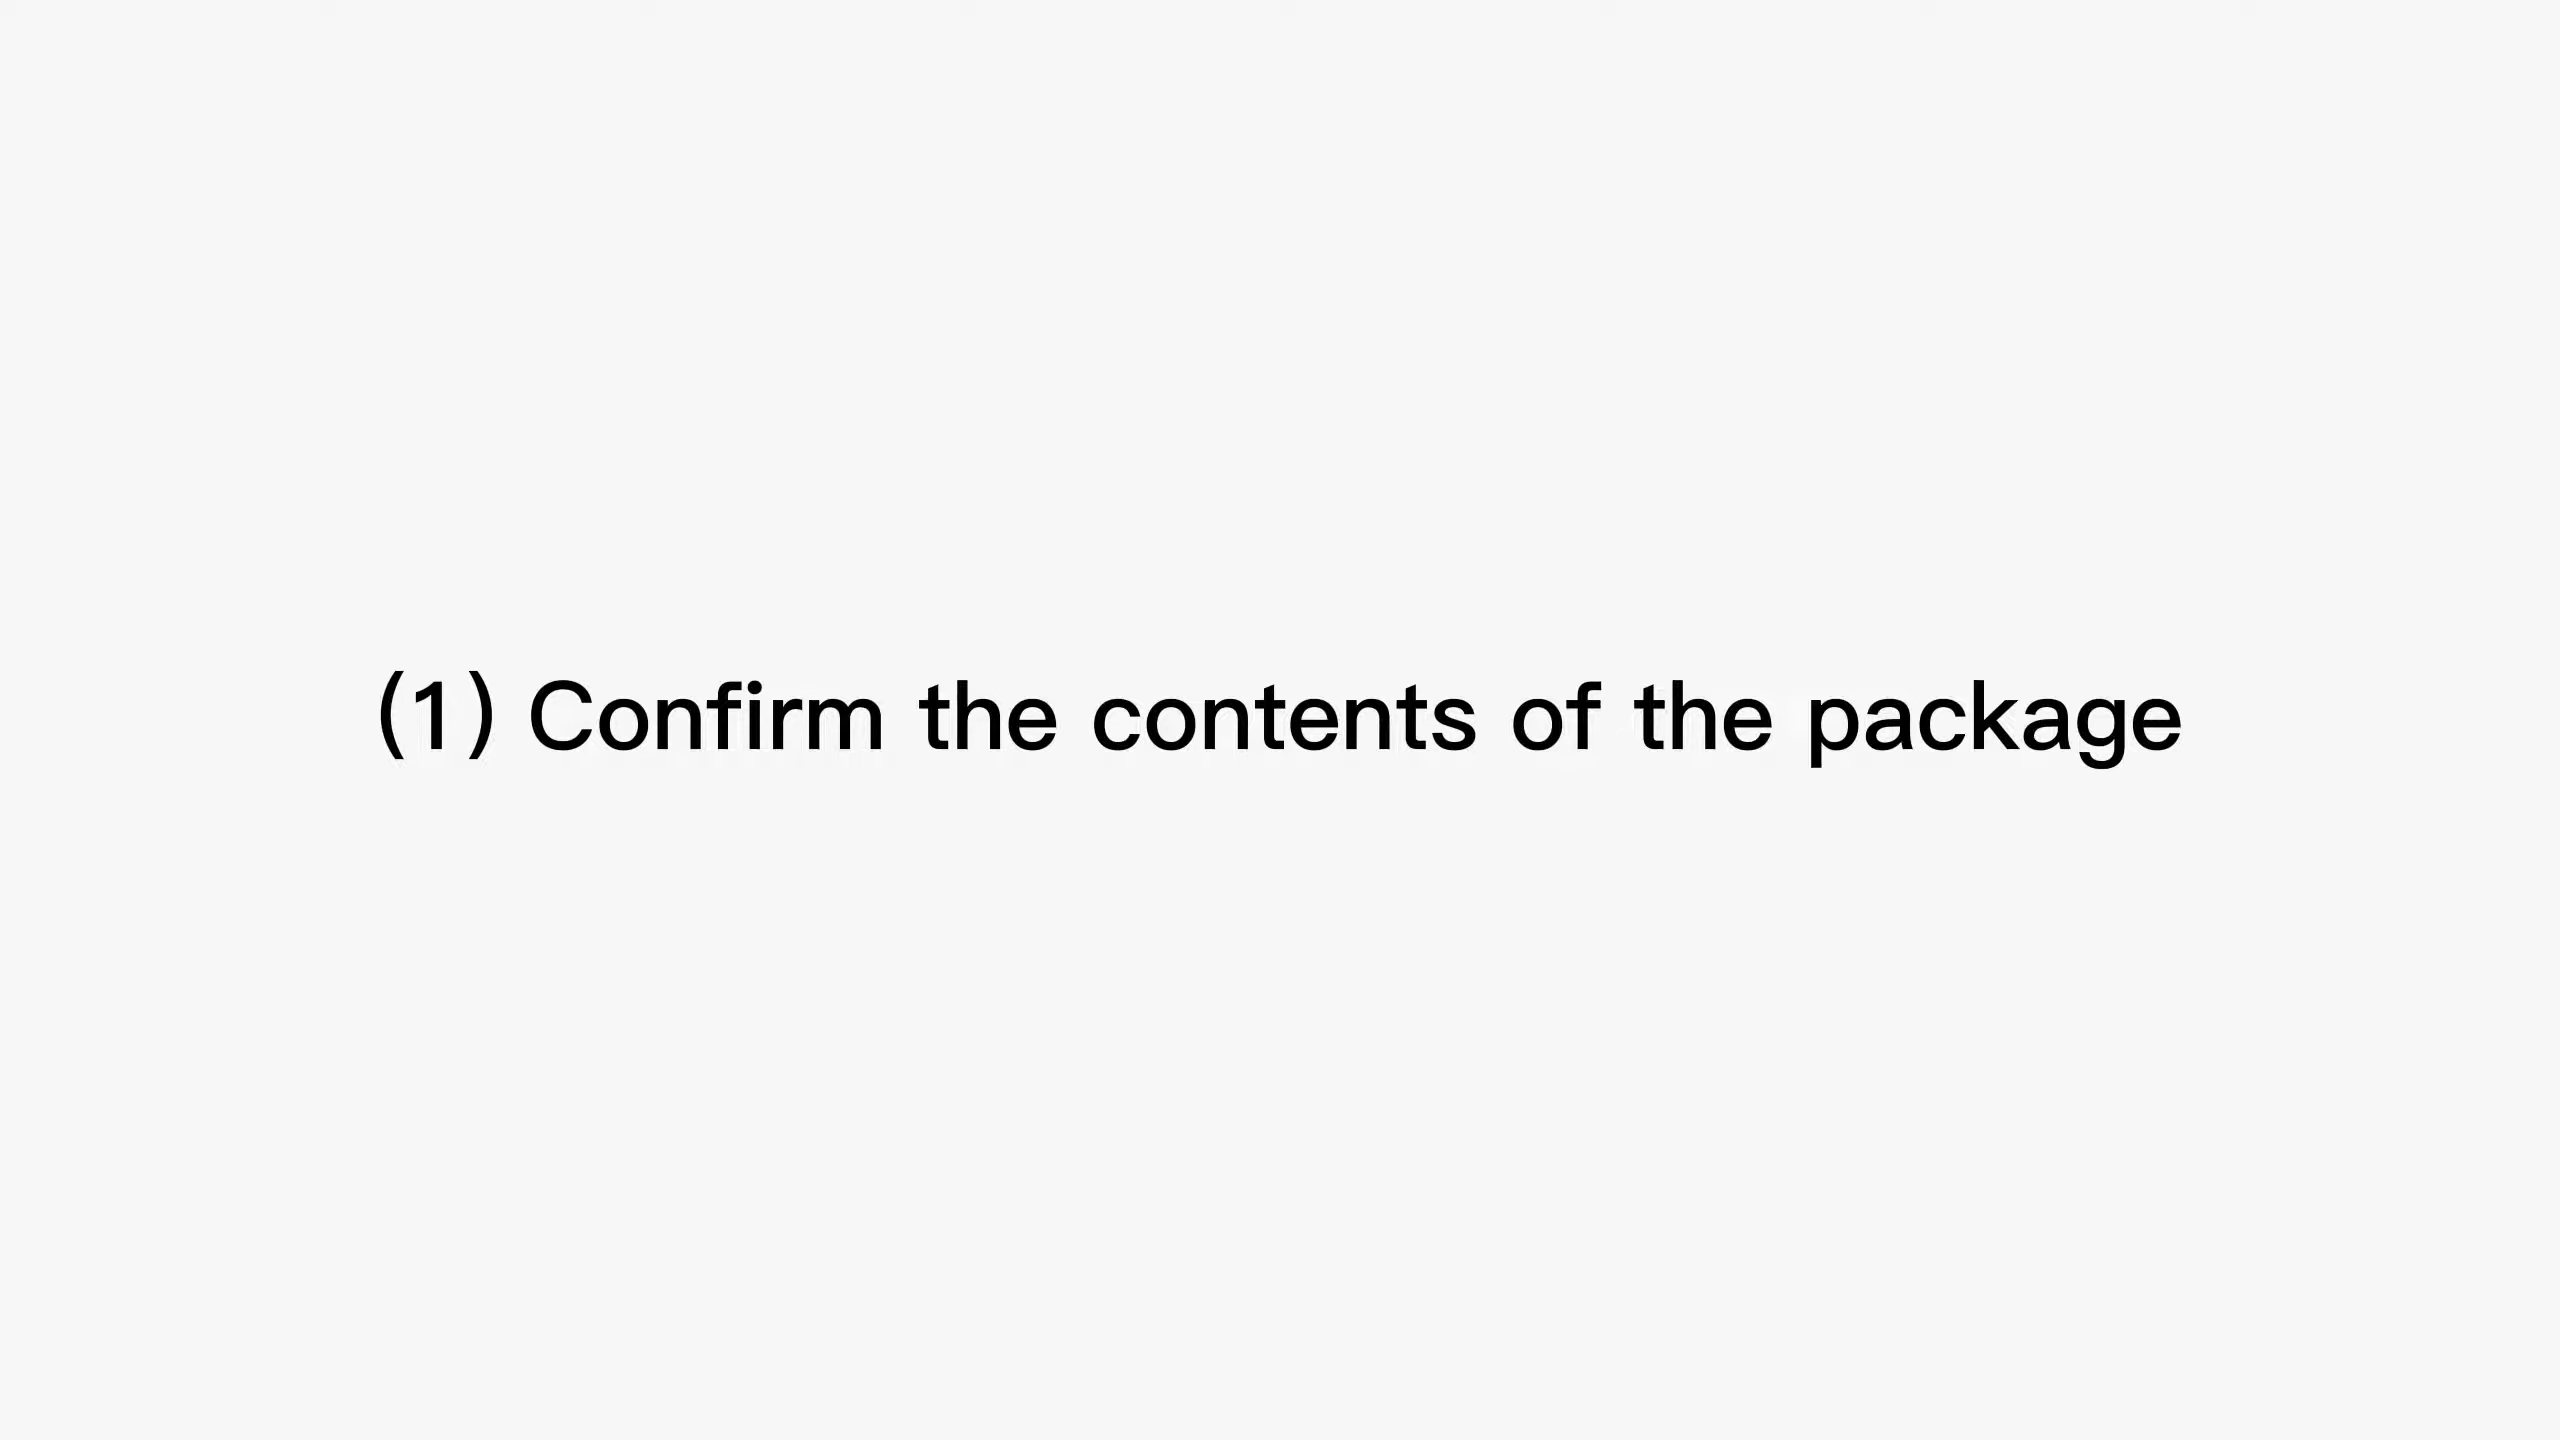 (1) Confirm the contents of the package